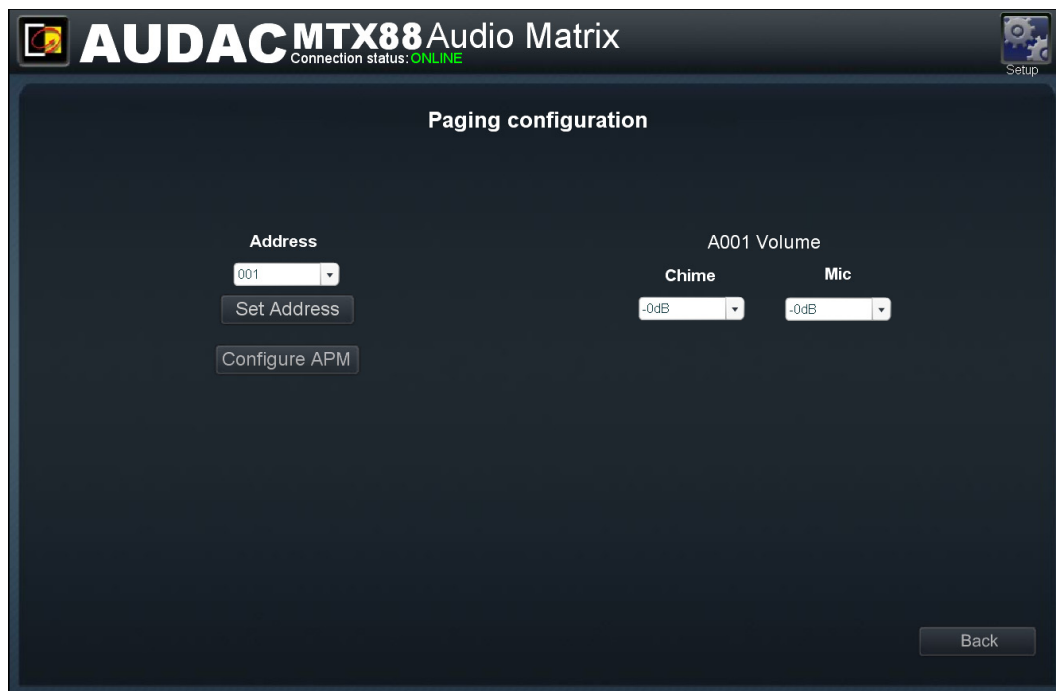 AUDAC MTX88 Audio Matrix
Connection status: ONLINE
Setup
Paging configuration
Address
001
Set Address
Configure APM
A001 Volume
Chime Mic
-0dB -0dB
Back